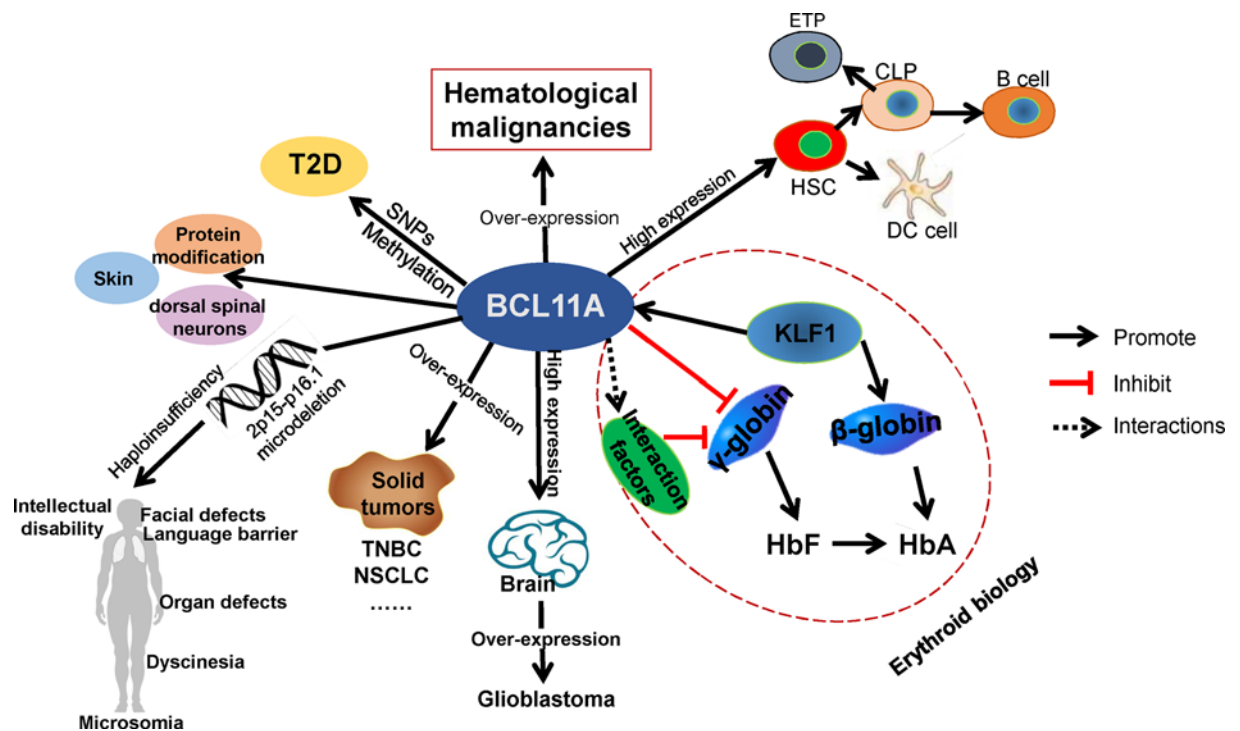 ETP
CLP
B cell
HSC
DC cell
Hematological
malignancies
T2D
SNPs
Methylation
Over-expression
High expression
Protein
modification
Skin
dorsal spinal
neurons
BCL11A
KLF1
Promote
Inhibit
Interactions
Haploinsufficiency
2p15-p16.1
microdeletion
Over-expression
High expression
Interaction
factors
γ-globin
β-globin
HbF
HbA
Erythroid biology
Solid
tumors
TNBC
NSCLC
......
Brain
Over-expression
Glioblastoma
Intellectual
disability
Facial defects
Language barrier
Organ defects
Dyscinesia
Microsomia